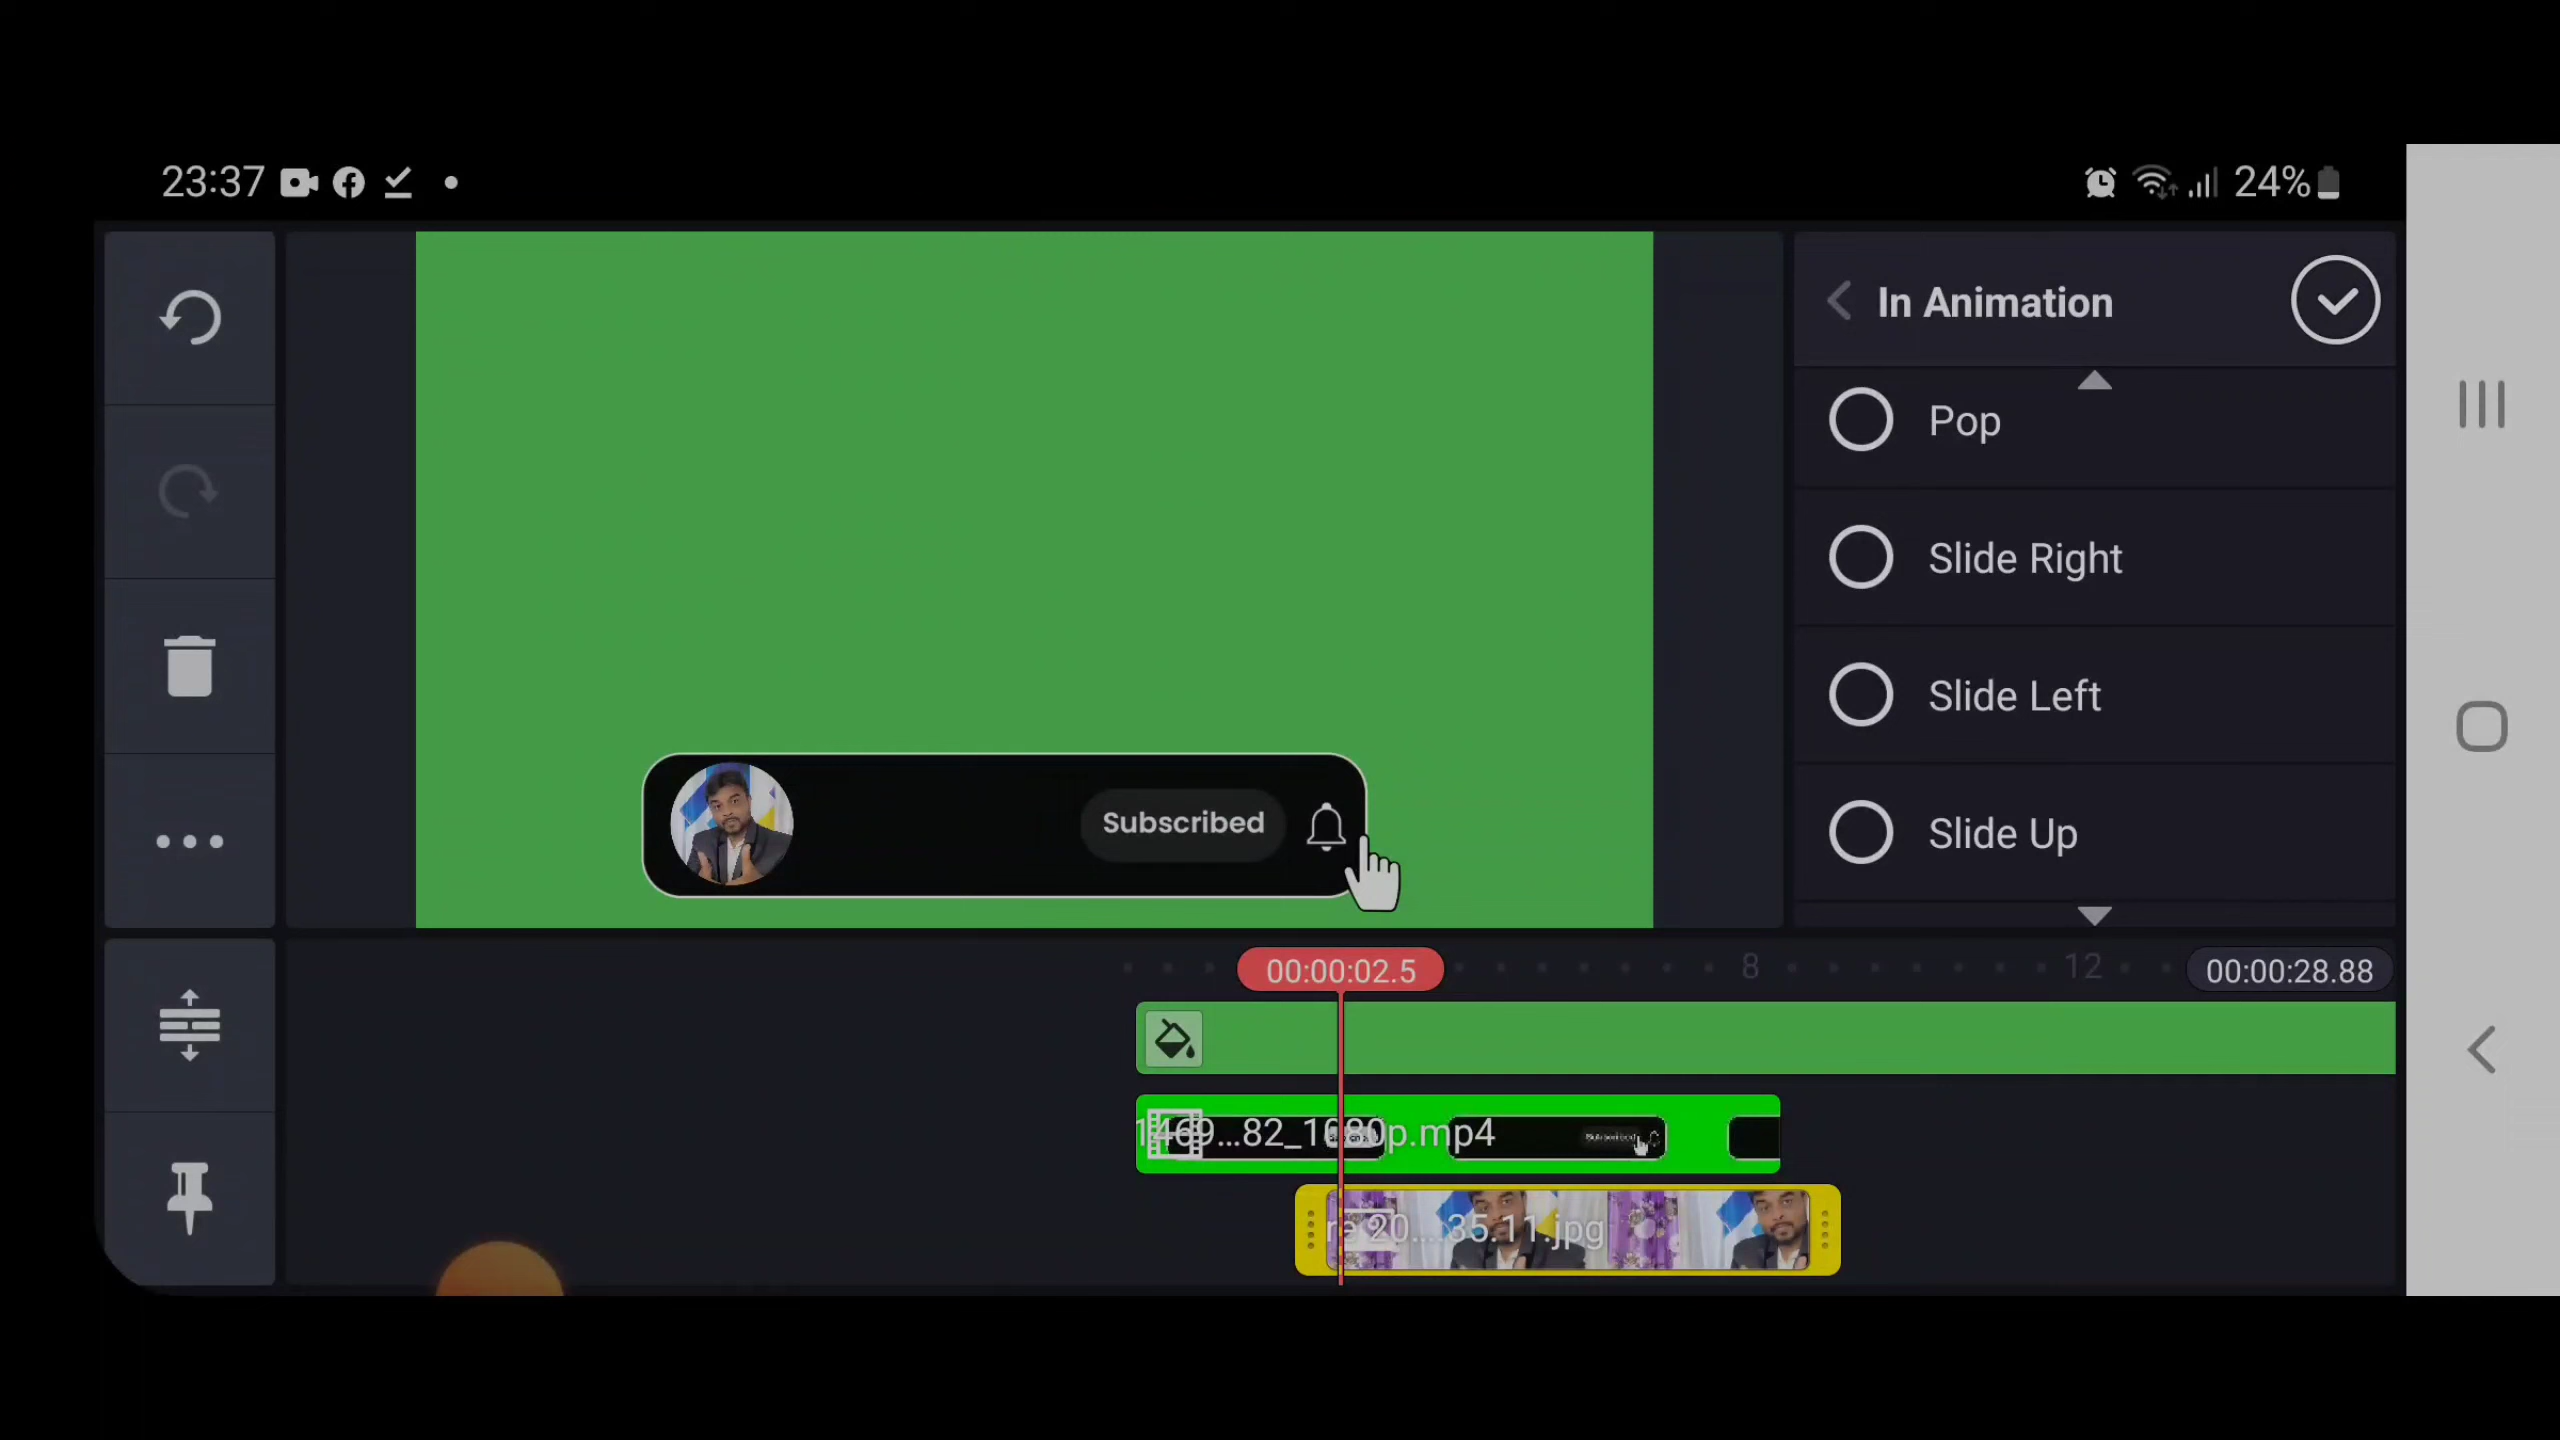 23:37
24%
In Animation
Pop
Slide Right
Slide Left
Slide Up
Subscribed
00:00:02.5
8
12
00:00:28.88
1469...82_1080p.mp4
re 20....35.11.jpg